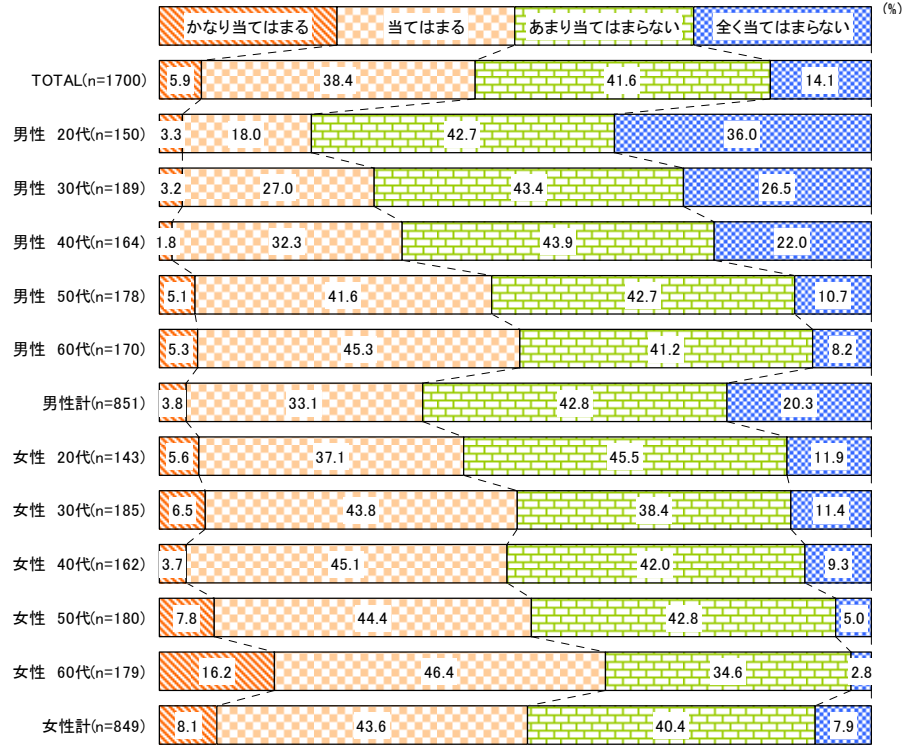 (%)
かなり当てはまる 当てはまる あまり当てはまらない 全く当てはまらない
TOTAL(n=1700) 5.9 38.4 41.6 14.1
男性 20代(n=150) 3.3 18.0 42.7 36.0
男性 30代(n=189) 3.2 27.0 43.4 26.5
男性 40代(n=164) 1.8 32.3 43.9 22.0
男性 50代(n=178) 5.1 41.6 42.7 10.7
男性 60代(n=170) 5.3 45.3 41.2 8.2
男性計(n=851) 3.8 33.1 42.8 20.3
女性 20代(n=143) 5.6 37.1 45.5 11.9
女性 30代(n=185) 6.5 43.8 38.4 11.4
女性 40代(n=162) 3.7 45.1 42.0 9.3
女性 50代(n=180) 7.8 44.4 42.8 5.0
女性 60代(n=179) 16.2 46.4 34.6 2.8
女性計(n=849) 8.1 43.6 40.4 7.9